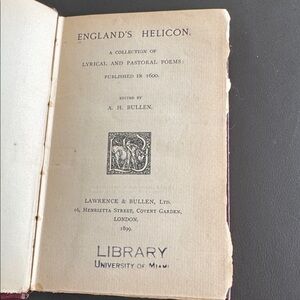 ENGLAND'S HELICON.
A COLLECTION OF
LYRICAL AND PASTORAL POEMS:
PUBLISHED IN 1600.
EDITED BY
A. H. BULLEN.
LAWRENCE & BULLEN, LTD.
16, HENRIETTA STREET, COVENT GARDEN,
LONDON.
1899.
LIBRARY
UNIVERSITY OF MIAMI